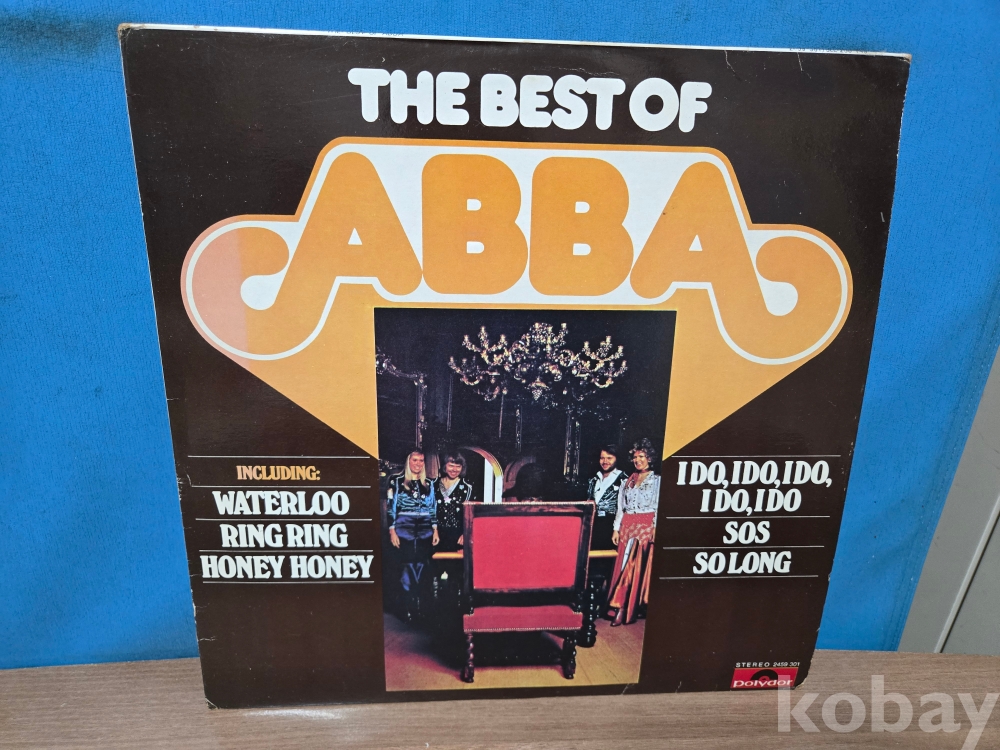 THE BEST OF
ABBA
INCLUDING:
WATERLOO
RING RING
HONEY HONEY
I DO, I DO, I DO,
I DO, I DO
SOS
SO LONG
STEREO 2459 301
Polydor
kobay